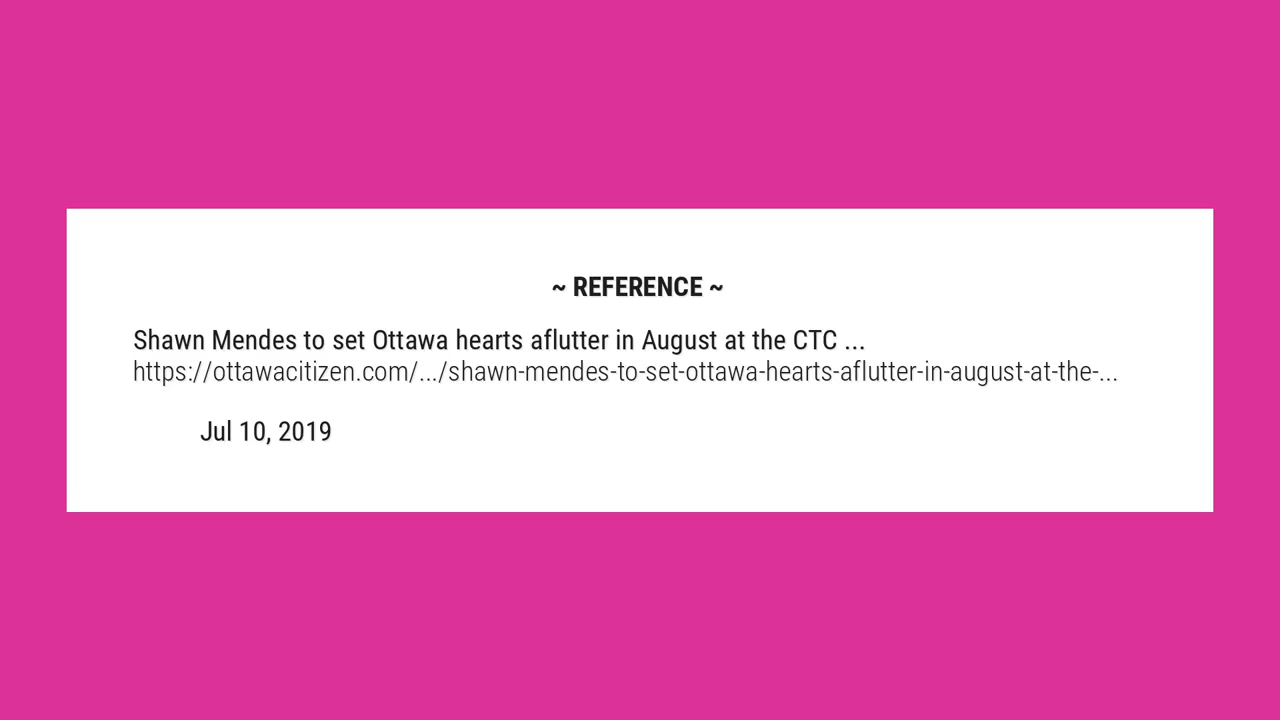 ~ REFERENCE ~
Shawn Mendes to set Ottawa hearts aflutter in August at the CTC ...
https://ottawacitizen.com/.../shawn-mendes-to-set-ottawa-hearts-aflutter-in-august-at-the-...
Jul 10, 2019